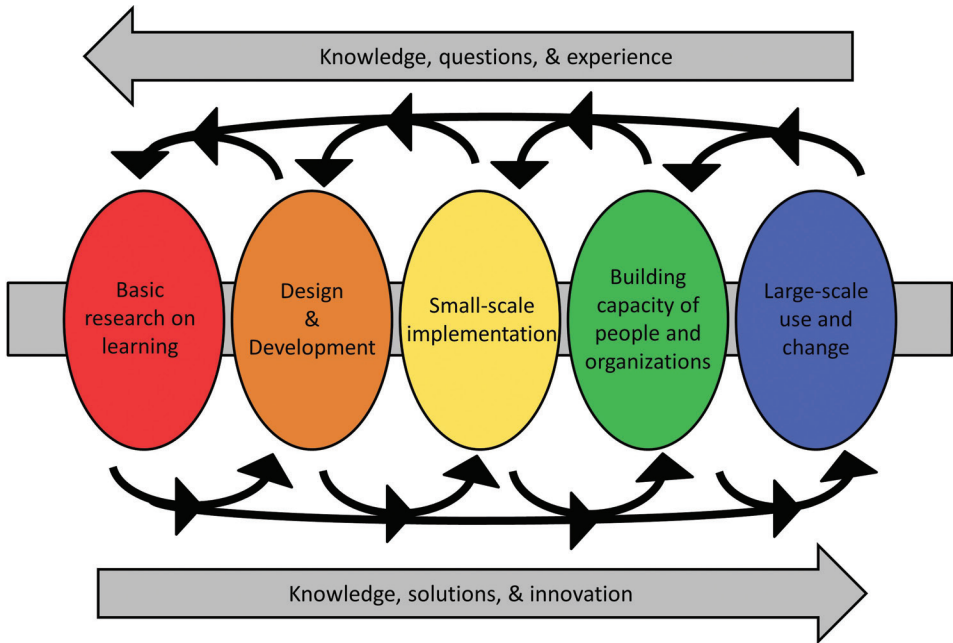 Knowledge, questions, & experience
Basic
research on
learning
Design
&
Development
Small-scale
implementation
Building
capacity of
people and
organizations
Large-scale
use and
change
Knowledge, solutions, & innovation